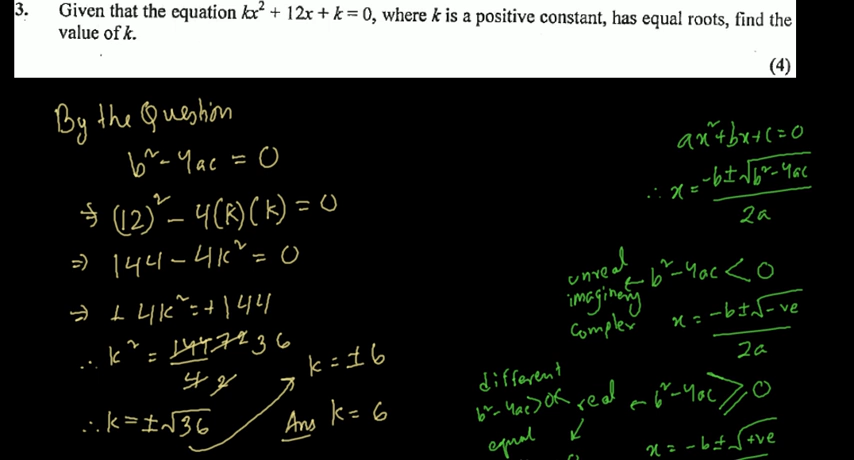 3. Given that the equation kx² + 12x + k = 0, where k is a positive constant, has equal roots, find the
value of k.
(4)
By the Question
b² - 4ac = 0
⇒ (12)² - 4(k)(k) = 0
⇒ 144 - 4k² = 0
⇒ + 4k² = + 144
∴ k² = 144 72 36
4 2
∴ k = ±√36
k = ±6
Ans k = 6
ax² + bx + c = 0
∴ x = -b ± √b² - 4ac
2a
unreal
imaginery ← b² - 4ac < 0
Complex
x = -b ± √-ve
2a
different
b² - 4ac > 0 real ← b² - 4ac ⩾ 0
equal
x = -b ± √+ve